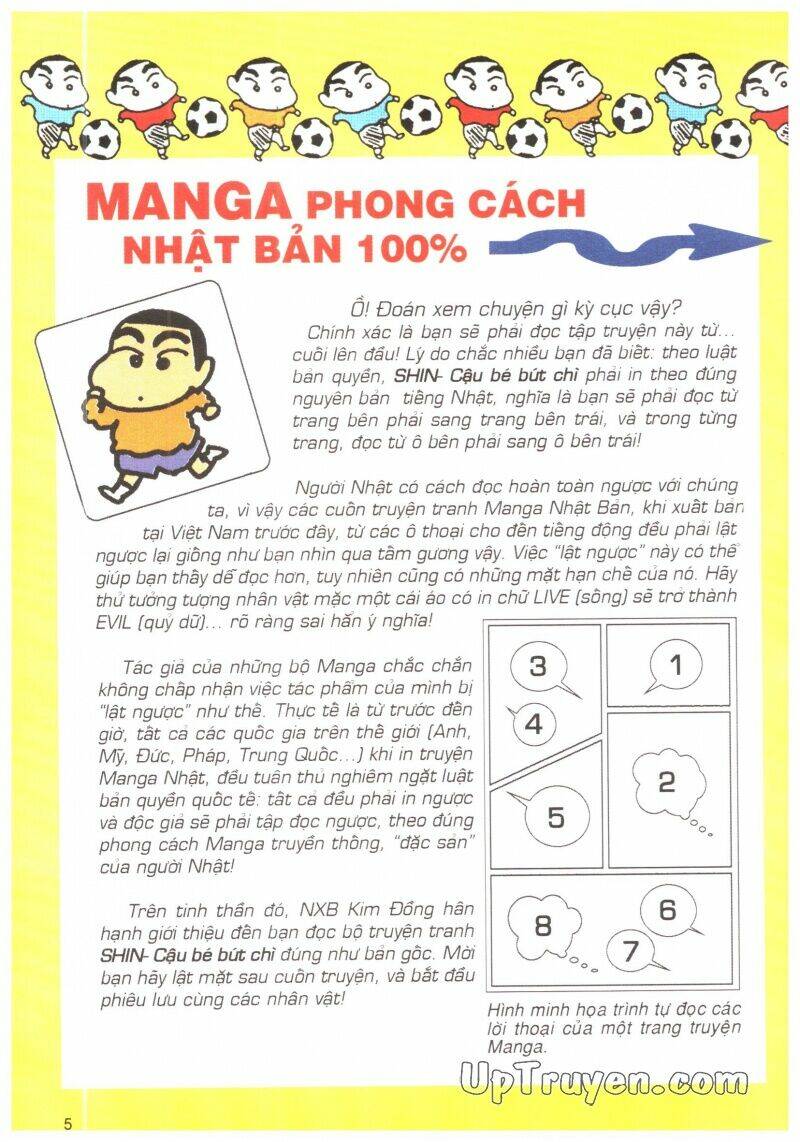 MANGA PHONG CÁCH
NHẬT BẢN 100%
Ồ! Đoán xem chuyện gì kỳ cục vậy?
Chính xác là bạn sẽ phải đọc tập truyện này từ...
cuối lên đầu! Lý do chắc nhiều bạn đã biết: theo luật
bản quyền, SHIN- Cậu bé bút chì phải in theo đúng
nguyên bản tiếng Nhật, nghĩa là bạn sẽ phải đọc từ
trang bên phải sang trang bên trái, và trong từng
trang, đọc từ ô bên phải sang ô bên trái!
Người Nhật có cách đọc hoàn toàn ngược với chúng
ta, vì vậy các cuốn truyện tranh Manga Nhật Bản, khi xuất bản
tại Việt Nam trước đây, từ các ô thoại cho đến tiếng động đều phải lật
ngược lại giống như bạn nhìn qua tấm gương vậy. Việc "lật ngược" này có thể
giúp bạn thấy dễ đọc hơn, tuy nhiên cũng có những mặt hạn chế của nó. Hãy
thử tưởng tượng nhân vật mặc một cái áo có in chữ LIVE (sống) sẽ trở thành
EVIL (quỷ dữ)... rõ ràng sai hẳn ý nghĩa!
Tác giả của những bộ Manga chắc chắn
không chấp nhận việc tác phẩm của mình bị
"lật ngược" như thế. Thực tế là từ trước đến
giờ, tất cả các quốc gia trên thế giới (Anh,
Mỹ, Đức, Pháp, Trung Quốc...) khi in truyện
Manga Nhật, đều tuân thủ nghiêm ngặt luật
bản quyền quốc tế: tất cả đều phải in ngược
và độc giả sẽ phải tập đọc ngược, theo đúng
phong cách Manga truyền thống, "đặc sản"
của người Nhật!
Trên tinh thần đó, NXB Kim Đồng hân
hạnh giới thiệu đến bạn đọc bộ truyện tranh
SHIN- Cậu bé bút chì đúng như bản gốc. Mời
bạn hãy lật mặt sau cuốn truyện, và bắt đầu
phiêu lưu cùng các nhân vật!
3
1
4
2
5
8
6
7
Hình minh họa trình tự đọc các
lời thoại của một trang truyện
Manga.
UpTruyen.com
5